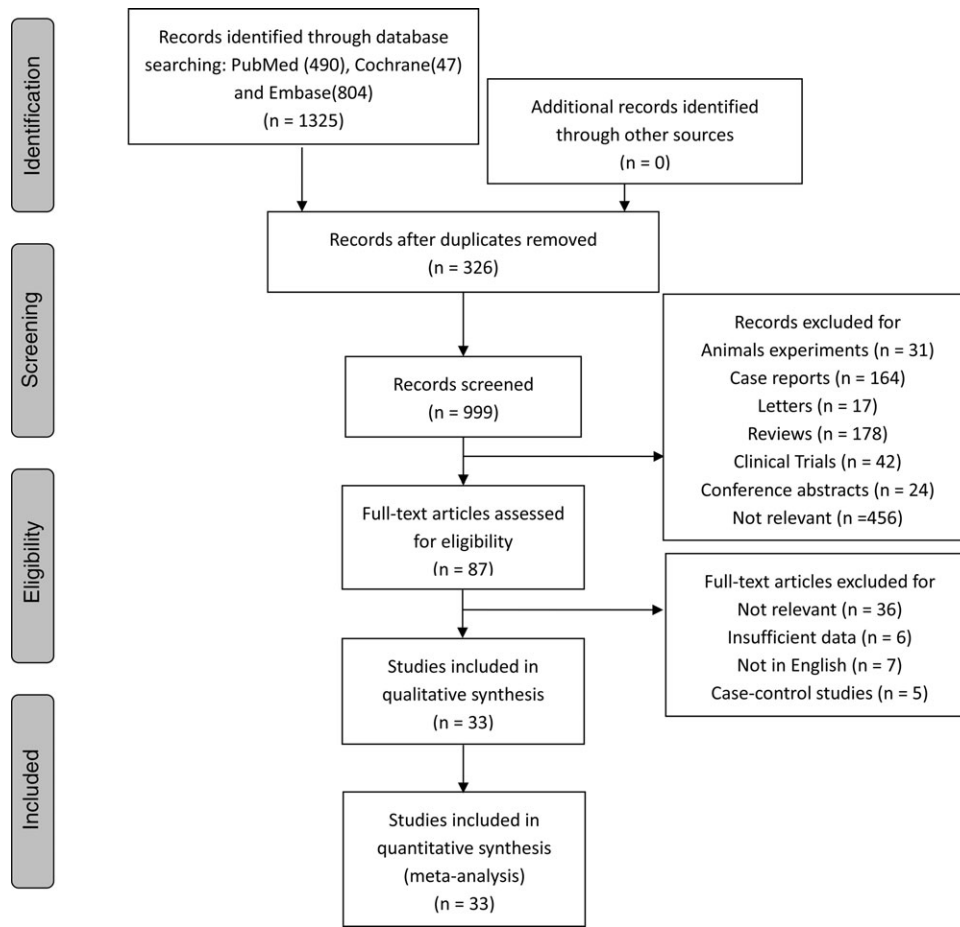 Identification
Records identified through database
searching: PubMed (490), Cochrane(47)
and Embase(804)
(n = 1325)
Additional records identified
through other sources
(n = 0)
Records after duplicates removed
(n = 326)
Screening
Records screened
(n = 999)
Records excluded for
Animals experiments (n = 31)
Case reports (n = 164)
Letters (n = 17)
Reviews (n = 178)
Clinical Trials (n = 42)
Conference abstracts (n = 24)
Not relevant (n =456)
Eligibility
Full-text articles assessed
for eligibility
(n = 87)
Full-text articles excluded for
Not relevant (n = 36)
Insufficient data (n = 6)
Not in English (n = 7)
Case-control studies (n = 5)
Studies included in
qualitative synthesis
(n = 33)
Included
Studies included in
quantitative synthesis
(meta-analysis)
(n = 33)